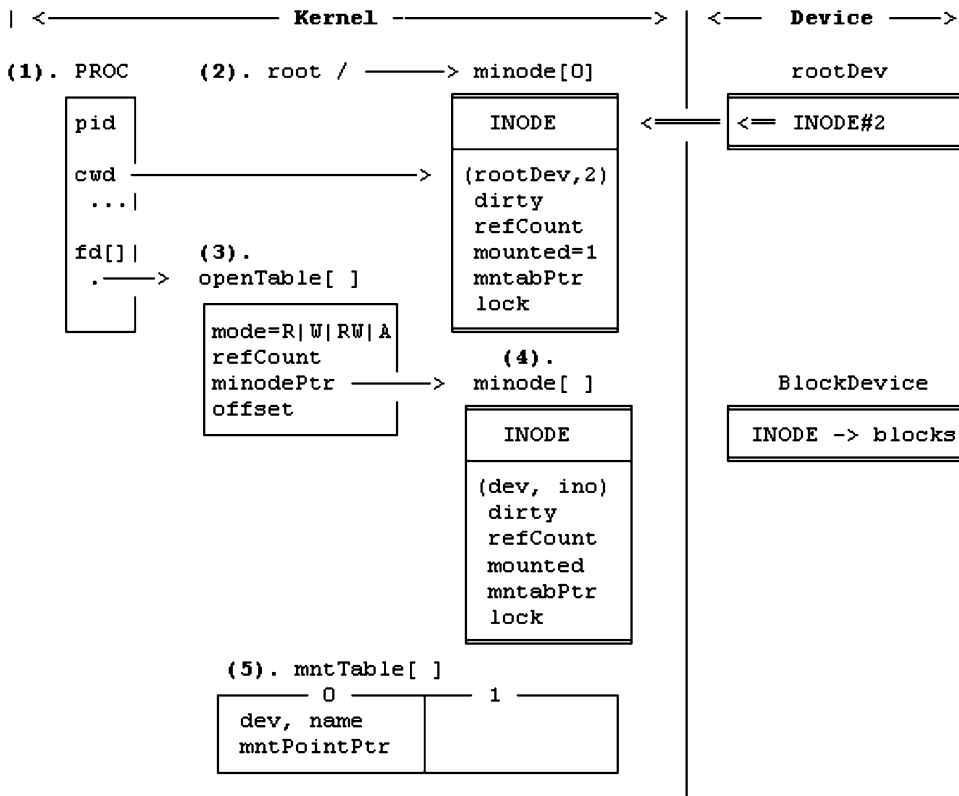 Kernel Device
(1). PROC (2). root / minode[0] rootDev
pid INODE INODE#2
cwd (rootDev,2)
... dirty
refCount
fd[] (3). mounted=1
. openTable[ ] mntabPtr
lock
mode=R|W|RW|A
refCount (4).
minodePtr minode[ ] BlockDevice
offset
INODE INODE -> blocks
(dev, ino)
dirty
refCount
mounted
mntabPtr
lock
(5). mntTable[ ]
0 1
dev, name
mntPointPtr